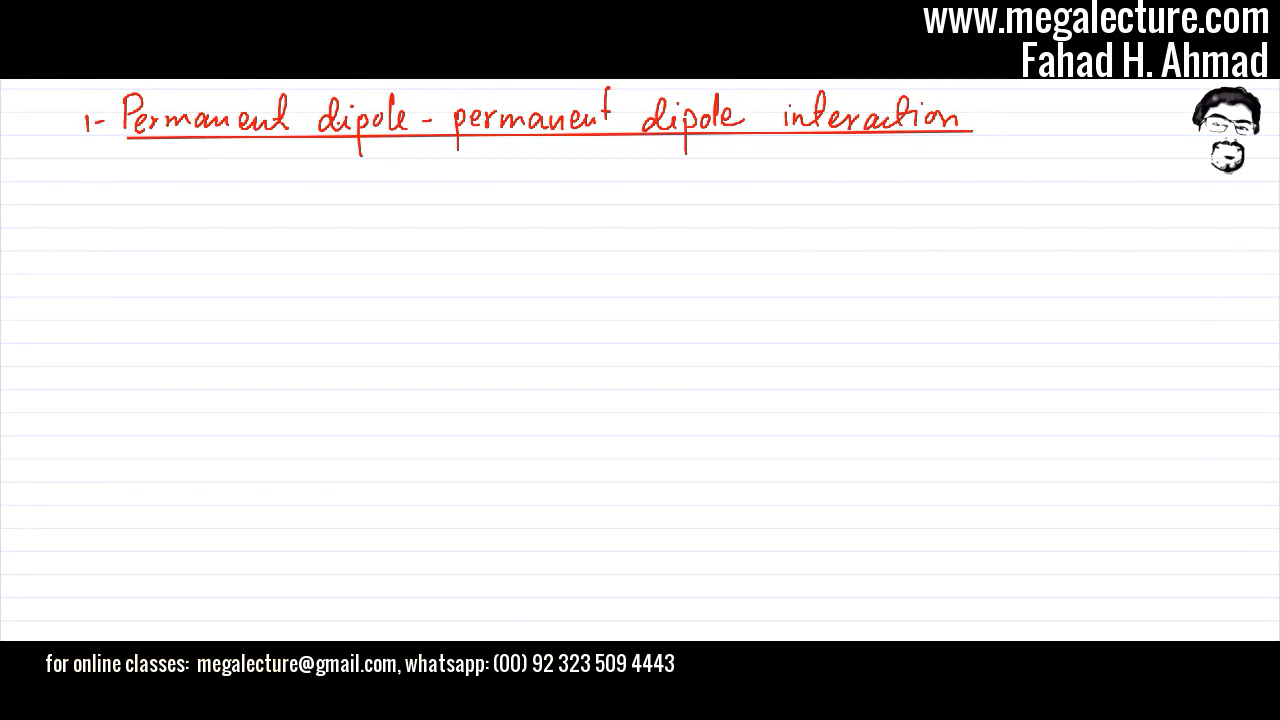 www.megalecture.com
Fahad H. Ahmad
1- Permanent dipole - permanent dipole interaction
for online classes: megalecture@gmail.com, whatsapp: (00) 92 323 509 4443